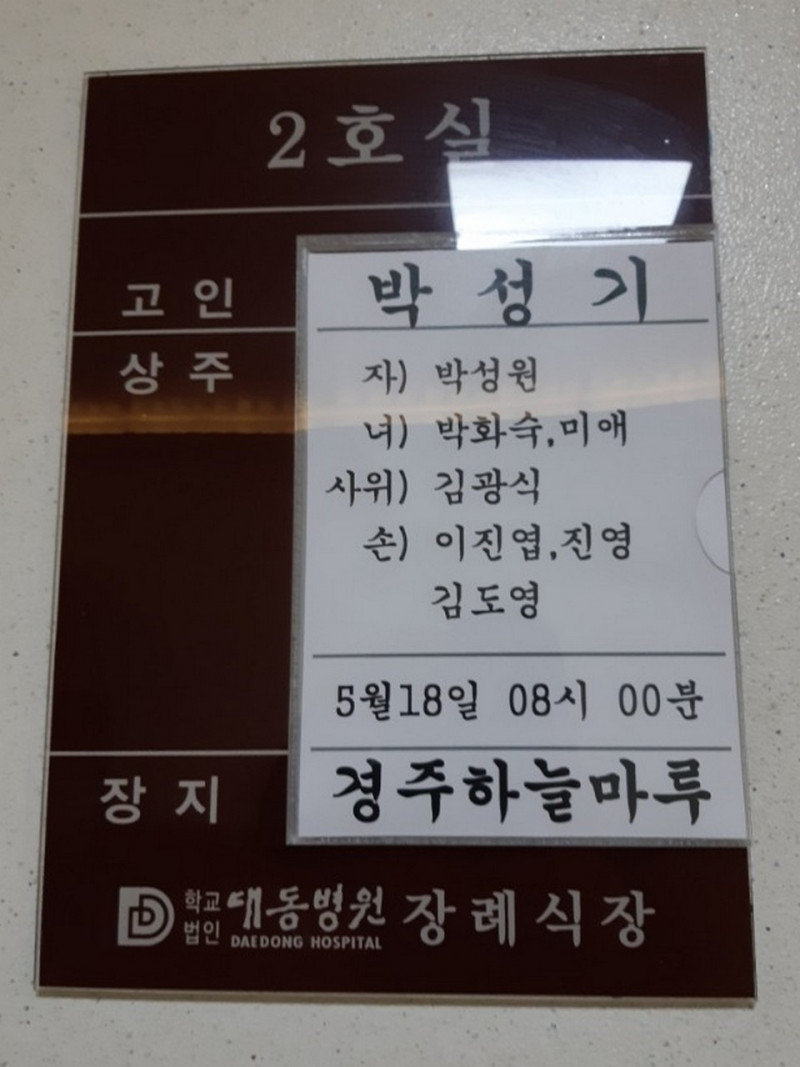 2호실
고인 박성기
상주 자) 박성원
녀) 박화숙,미애
사위) 김광식
손) 이진엽,진영
김도영
5월18일 08시 00분
장지 경주하늘마루
학교법인 대동병원 장례식장
DAEDONG HOSPITAL